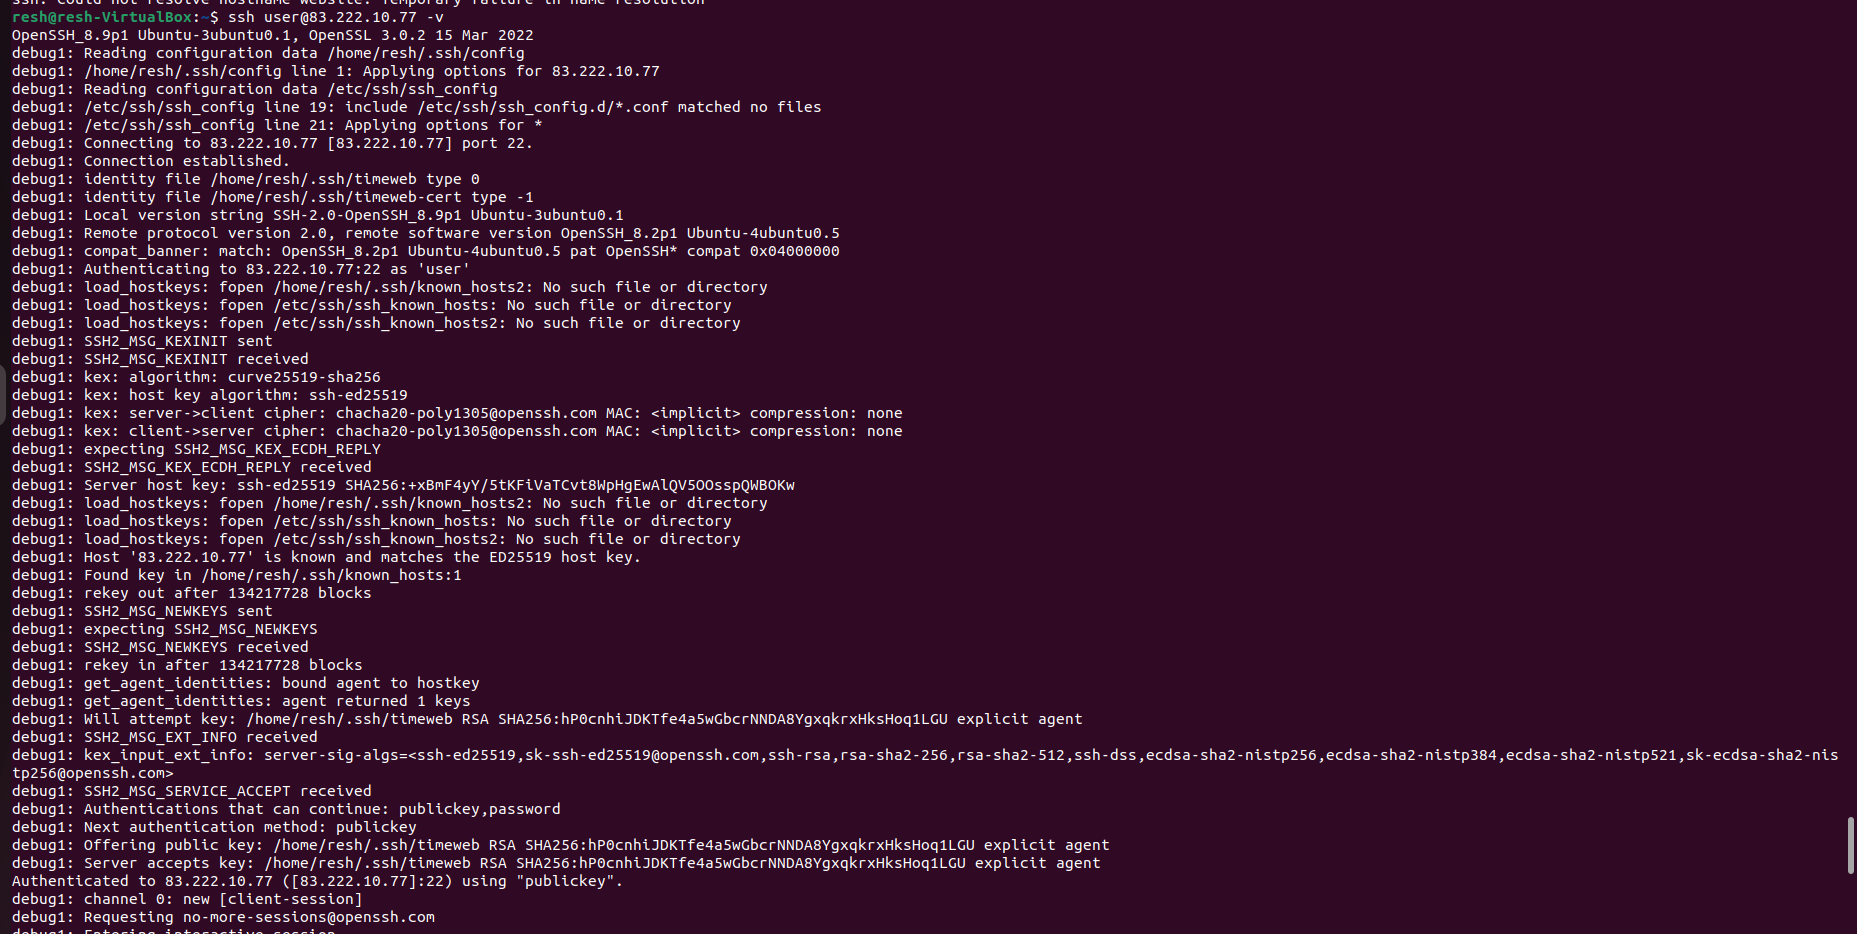 ssh: Could not resolve hostname website: Temporary failure in name resolution
resh@resh-VirtualBox:~$ ssh user@83.222.10.77 -v
OpenSSH_8.9p1 Ubuntu-3ubuntu0.1, OpenSSL 3.0.2 15 Mar 2022
debug1: Reading configuration data /home/resh/.ssh/config
debug1: /home/resh/.ssh/config line 1: Applying options for 83.222.10.77
debug1: Reading configuration data /etc/ssh/ssh_config
debug1: /etc/ssh/ssh_config line 19: include /etc/ssh/ssh_config.d/*.conf matched no files
debug1: /etc/ssh/ssh_config line 21: Applying options for *
debug1: Connecting to 83.222.10.77 [83.222.10.77] port 22.
debug1: Connection established.
debug1: identity file /home/resh/.ssh/timeweb type 0
debug1: identity file /home/resh/.ssh/timeweb-cert type -1
debug1: Local version string SSH-2.0-OpenSSH_8.9p1 Ubuntu-3ubuntu0.1
debug1: Remote protocol version 2.0, remote software version OpenSSH_8.2p1 Ubuntu-4ubuntu0.5
debug1: compat_banner: match: OpenSSH_8.2p1 Ubuntu-4ubuntu0.5 pat OpenSSH* compat 0x04000000
debug1: Authenticating to 83.222.10.77:22 as 'user'
debug1: load_hostkeys: fopen /home/resh/.ssh/known_hosts2: No such file or directory
debug1: load_hostkeys: fopen /etc/ssh/ssh_known_hosts: No such file or directory
debug1: load_hostkeys: fopen /etc/ssh/ssh_known_hosts2: No such file or directory
debug1: SSH2_MSG_KEXINIT sent
debug1: SSH2_MSG_KEXINIT received
debug1: kex: algorithm: curve25519-sha256
debug1: kex: host key algorithm: ssh-ed25519
debug1: kex: server->client cipher: chacha20-poly1305@openssh.com MAC: <implicit> compression: none
debug1: kex: client->server cipher: chacha20-poly1305@openssh.com MAC: <implicit> compression: none
debug1: expecting SSH2_MSG_KEX_ECDH_REPLY
debug1: SSH2_MSG_KEX_ECDH_REPLY received
debug1: Server host key: ssh-ed25519 SHA256:+xBmF4yY/5tKFiVaTCvt8WpHgEwAlQV5OOsspQWBOKw
debug1: load_hostkeys: fopen /home/resh/.ssh/known_hosts2: No such file or directory
debug1: load_hostkeys: fopen /etc/ssh/ssh_known_hosts: No such file or directory
debug1: load_hostkeys: fopen /etc/ssh/ssh_known_hosts2: No such file or directory
debug1: Host '83.222.10.77' is known and matches the ED25519 host key.
debug1: Found key in /home/resh/.ssh/known_hosts:1
debug1: rekey out after 134217728 blocks
debug1: SSH2_MSG_NEWKEYS sent
debug1: expecting SSH2_MSG_NEWKEYS
debug1: SSH2_MSG_NEWKEYS received
debug1: rekey in after 134217728 blocks
debug1: get_agent_identities: bound agent to hostkey
debug1: get_agent_identities: agent returned 1 keys
debug1: Will attempt key: /home/resh/.ssh/timeweb RSA SHA256:hP0cnhiJDKTfe4a5wGbcrNNDA8YgxqkrxHksHoq1LGU explicit agent
debug1: SSH2_MSG_EXT_INFO received
debug1: kex_input_ext_info: server-sig-algs=<ssh-ed25519,sk-ssh-ed25519@openssh.com,ssh-rsa,rsa-sha2-256,rsa-sha2-512,ssh-dss,ecdsa-sha2-nistp256,ecdsa-sha2-nistp384,ecdsa-sha2-nistp521,sk-ecdsa-sha2-nis
tp256@openssh.com>
debug1: SSH2_MSG_SERVICE_ACCEPT received
debug1: Authentications that can continue: publickey,password
debug1: Next authentication method: publickey
debug1: Offering public key: /home/resh/.ssh/timeweb RSA SHA256:hP0cnhiJDKTfe4a5wGbcrNNDA8YgxqkrxHksHoq1LGU explicit agent
debug1: Server accepts key: /home/resh/.ssh/timeweb RSA SHA256:hP0cnhiJDKTfe4a5wGbcrNNDA8YgxqkrxHksHoq1LGU explicit agent
Authenticated to 83.222.10.77 ([83.222.10.77]:22) using "publickey".
debug1: channel 0: new [client-session]
debug1: Requesting no-more-sessions@openssh.com
debug1: Entering interactive session.